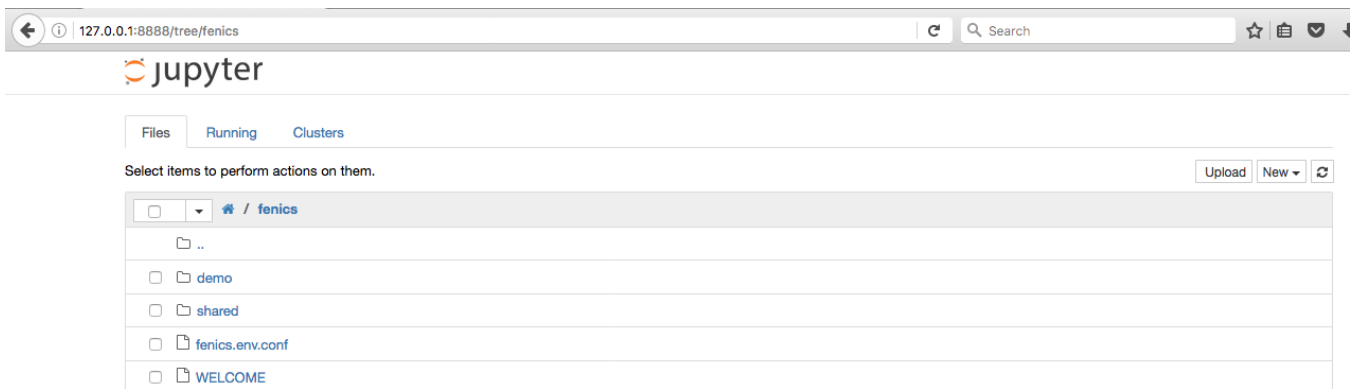 127.0.0.1:8888/tree/fenics Search
jupyter
Files Running Clusters
Select items to perform actions on them. Upload New
/ fenics
..
demo
shared
fenics.env.conf
WELCOME